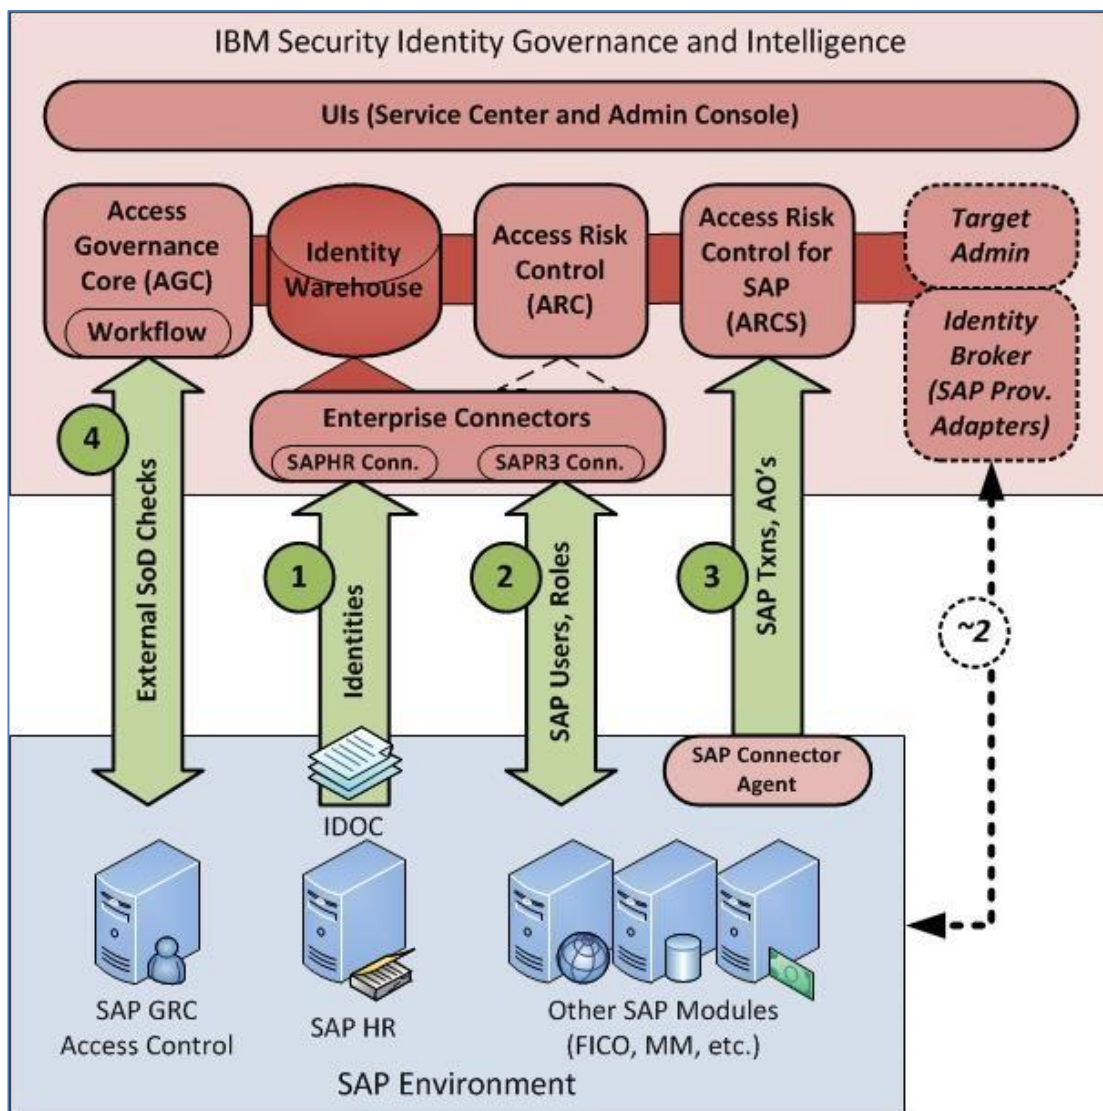 IBM Security Identity Governance and Intelligence
UIs (Service Center and Admin Console)
Access
Governance
Core (AGC)
Workflow
Identity
Warehouse
Access Risk
Control
(ARC)
Access Risk
Control for
SAP
(ARCS)
Target
Admin
Identity
Broker
(SAP Prov.
Adapters)
Enterprise Connectors
SAPHR Conn.
SAPR3 Conn.
4
External SoD Checks
1
Identities
2
SAP Users, Roles
3
SAP Txns, AO's
~2
SAP Connector
Agent
IDOC
SAP GRC
Access Control
SAP HR
Other SAP Modules
(FICO, MM, etc.)
SAP Environment